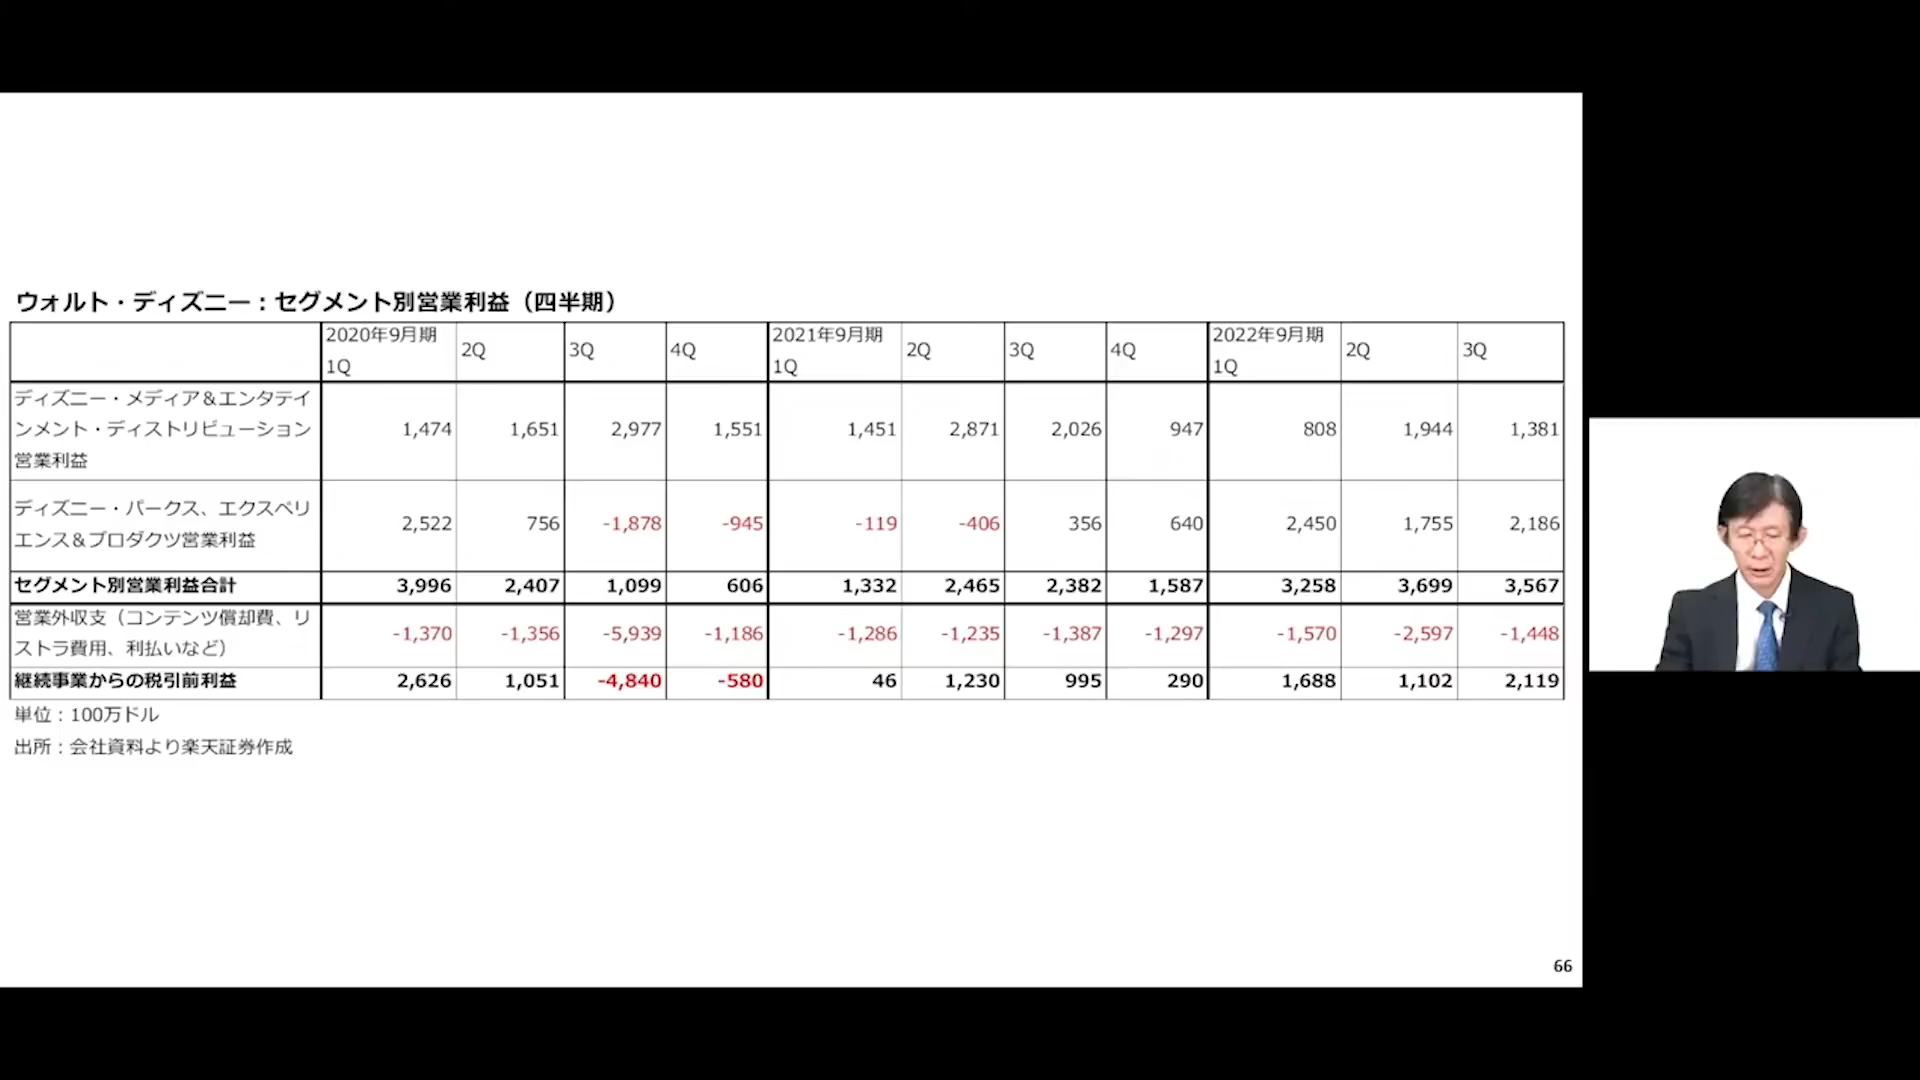 ウォルト・ディズニー：セグメント別営業利益（四半期）
2020年9月期 1Q 2Q 3Q 4Q 2021年9月期 1Q 2Q 3Q 4Q 2022年9月期 1Q 2Q 3Q
ディズニー・メディア＆エンタテイ
ンメント・ディストリビューション
営業利益
1,474 1,651 2,977 1,551 1,451 2,871 2,026 947 808 1,944 1,381
ディズニー・パークス、エクスペリ
エンス＆プロダクツ営業利益
2,522 756 -1,878 -945 -119 -406 356 640 2,450 1,755 2,186
セグメント別営業利益合計 3,996 2,407 1,099 606 1,332 2,465 2,382 1,587 3,258 3,699 3,567
営業外収支（コンテンツ償却費、リ
ストラ費用、利払いなど）
-1,370 -1,356 -5,939 -1,186 -1,286 -1,235 -1,387 -1,297 -1,570 -2,597 -1,448
継続事業からの税引前利益 2,626 1,051 -4,840 -580 46 1,230 995 290 1,688 1,102 2,119
単位：100万ドル
出所：会社資料より楽天証券作成
66